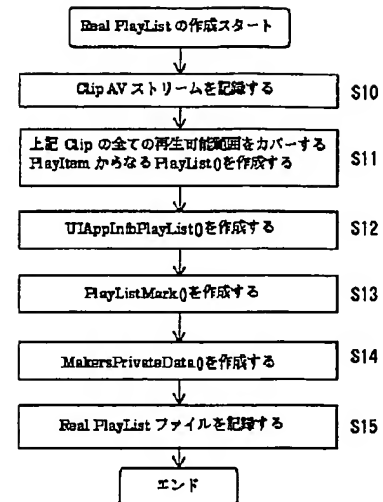 Real PlayList の作成スタート
Clip AV ストリームを記録する
S10
上記 Clip の全ての再生可能範囲をカバーする
PlayItem からなる PlayList()を作成する
S11
UIAppInfoPlayList()を作成する
S12
PlayListMark()を作成する
S13
MakersPrivateData()を作成する
S14
Real PlayList ファイルを記録する
S15
エンド